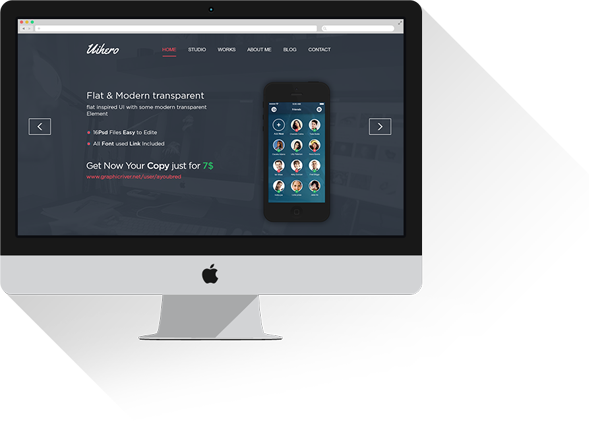 Uihero
HOME STUDIO WORKS ABOUT ME BLOG CONTACT
Flat & Modern transparent
flat inspired UI with some modern transparent
Element
16Psd Files Easy to Edite
All Font used Link Included
Get Now Your Copy just for 7$
www.graphicriver.net/user/ayoubred